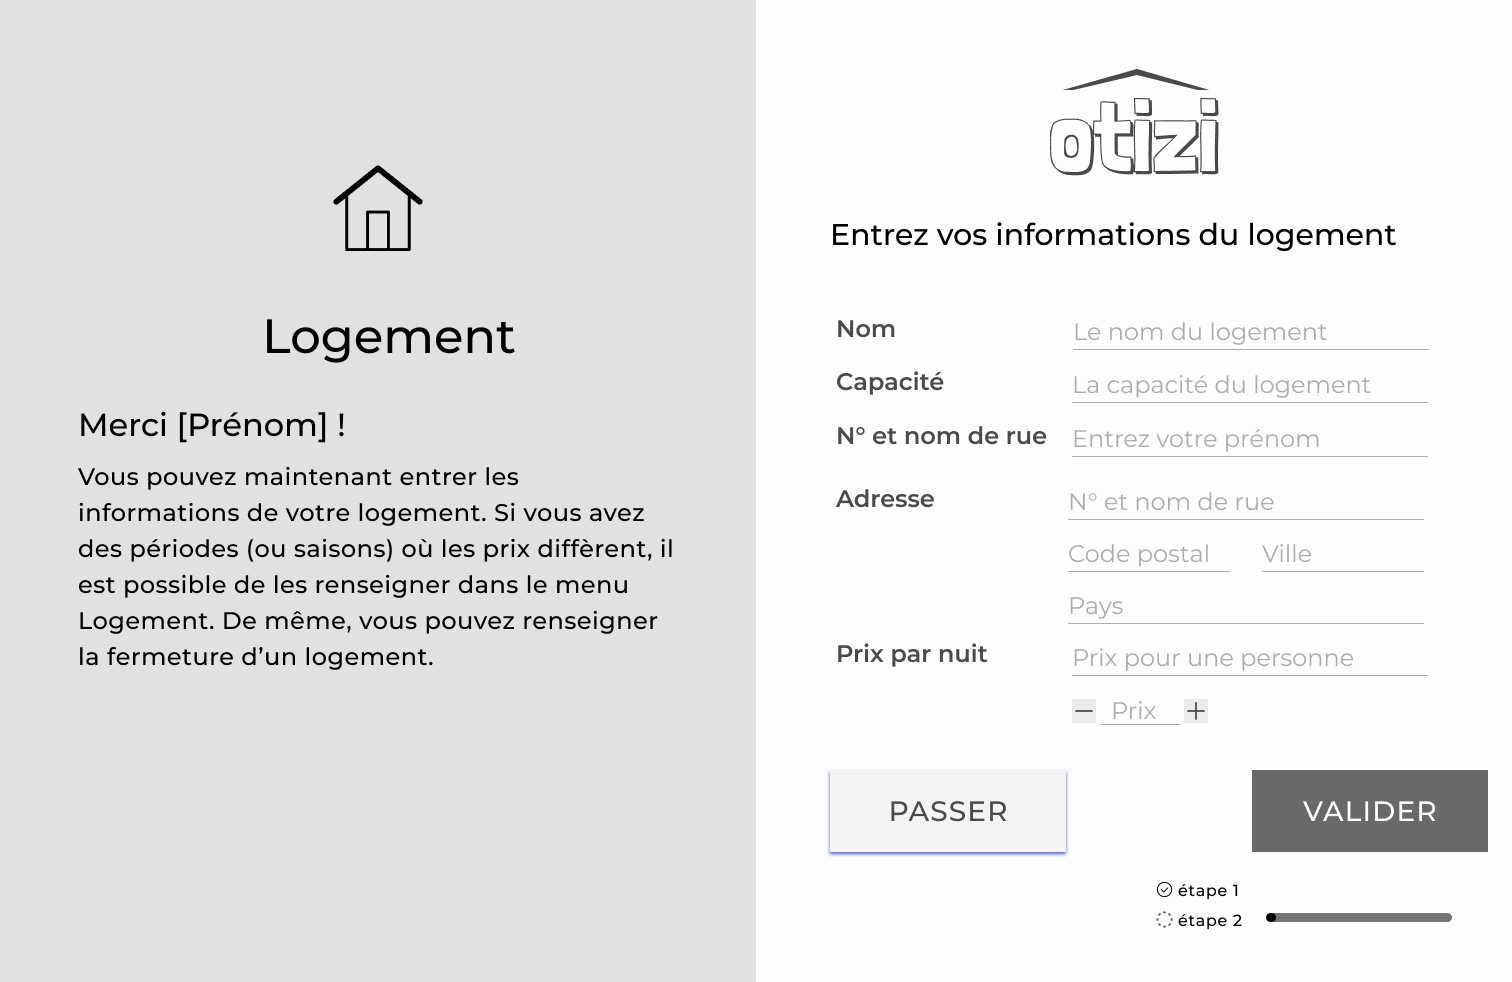 Logement
Merci [Prénom] !
Vous pouvez maintenant entrer les
informations de votre logement. Si vous avez
des périodes (ou saisons) où les prix diffèrent, il
est possible de les renseigner dans le menu
Logement. De même, vous pouvez renseigner
la fermeture d’un logement.
otizi
Entrez vos informations du logement
Nom Le nom du logement
Capacité La capacité du logement
N° et nom de rue Entrez votre prénom
Adresse N° et nom de rue
Code postal Ville
Pays
Prix par nuit Prix pour une personne
Prix
PASSER VALIDER
étape 1
étape 2